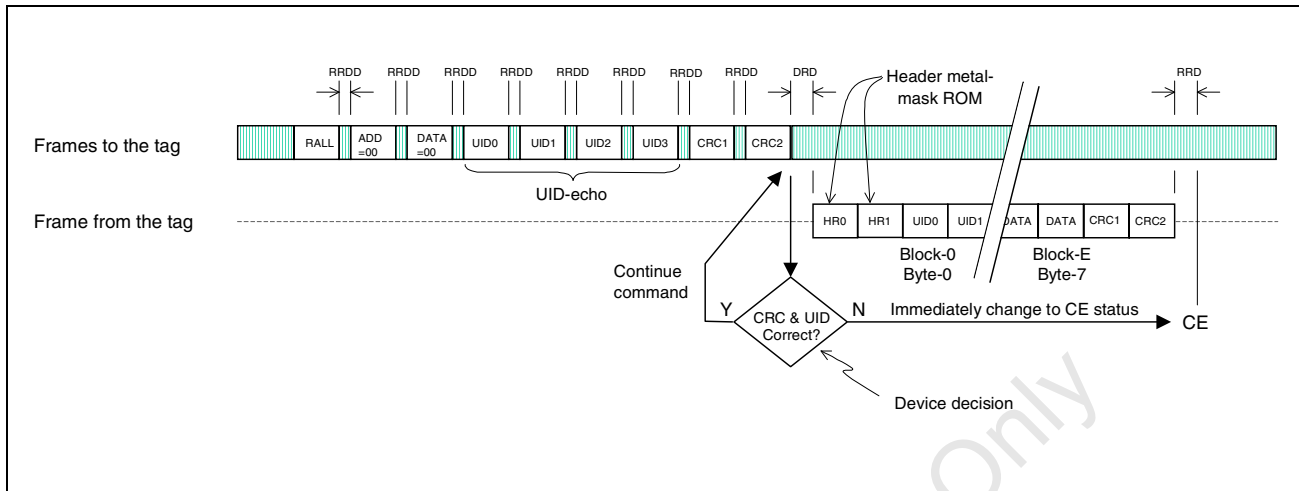 RRDD RRDD RRDD RRDD RRDD RRDD RRDD RRDD DRD Header metal- RRD
mask ROM
Frames to the tag RALL ADD DATA UID0 UID1 UID2 UID3 CRC1 CRC2
=00 =00
UID-echo
Frame from the tag HR0 HR1 UID0 UID1 DATA DATA CRC1 CRC2
Block-0 Block-E
Byte-0 Byte-7
Continue
command
Y CRC & UID N Immediately change to CE status CE
Correct?
Device decision
Only